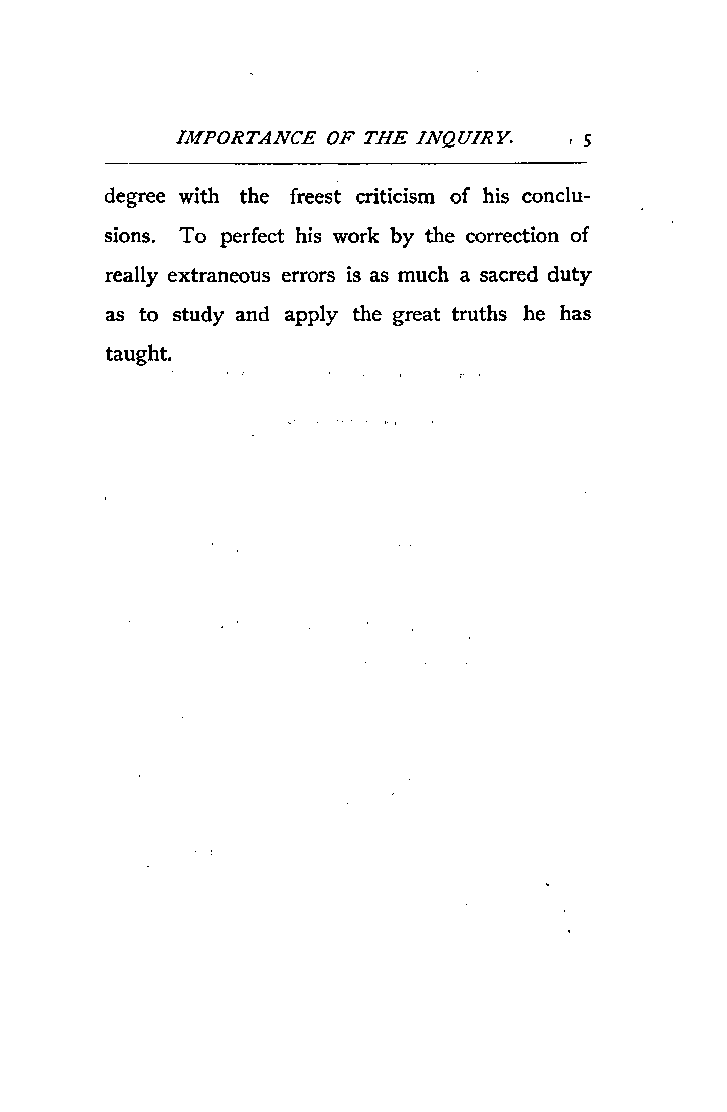 IMPORTANCE OF THE INQUIRY. 5
degree with the freest criticism of his conclu-
sions. To perfect his work by the correction of
really extraneous errors is as much a sacred duty
as to study and apply the great truths he has
taught.